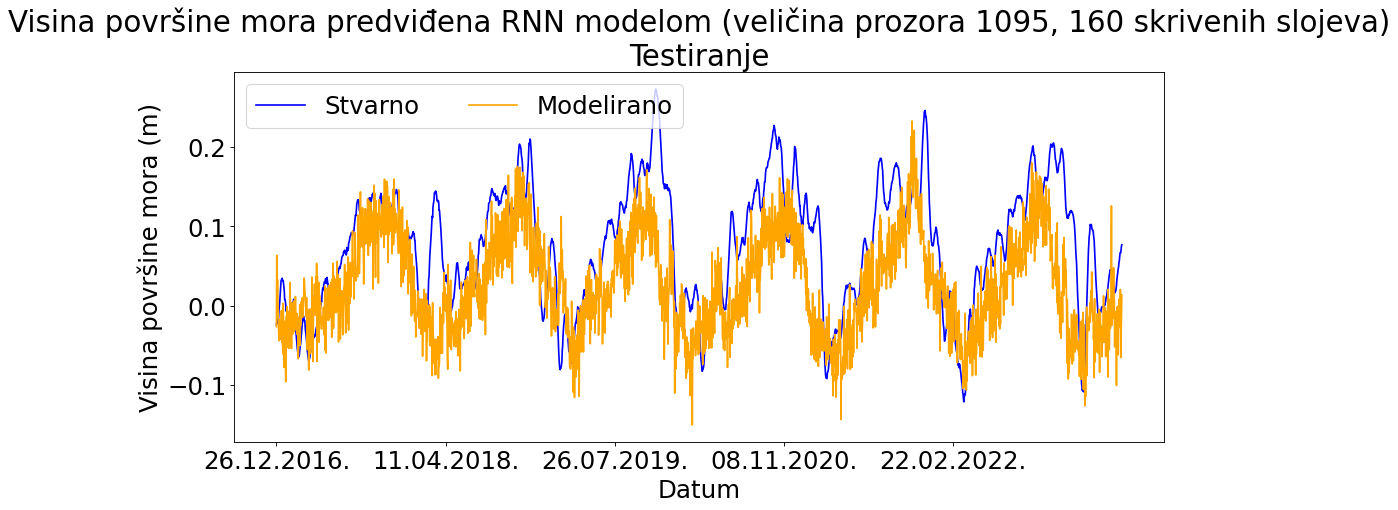 Visina površine mora predviđena RNN modelom (veličina prozora 1095, 160 skrivenih slojeva)
Testiranje
Stvarno
Modelirano
Visina površine mora (m)
0.2
0.1
0.0
−0.1
26.12.2016.
11.04.2018.
26.07.2019.
08.11.2020.
22.02.2022.
Datum